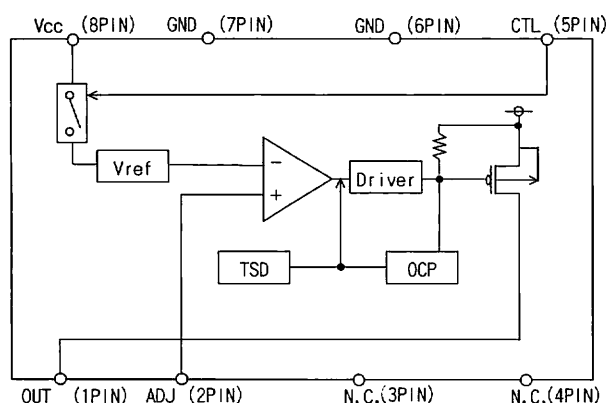 Vcc (8PIN) GND (7PIN) GND (6PIN) CTL (5PIN)
Vref
−
+
Driver
TSD
OCP
OUT (1PIN) ADJ (2PIN) N.C.(3PIN) N.C.(4PIN)